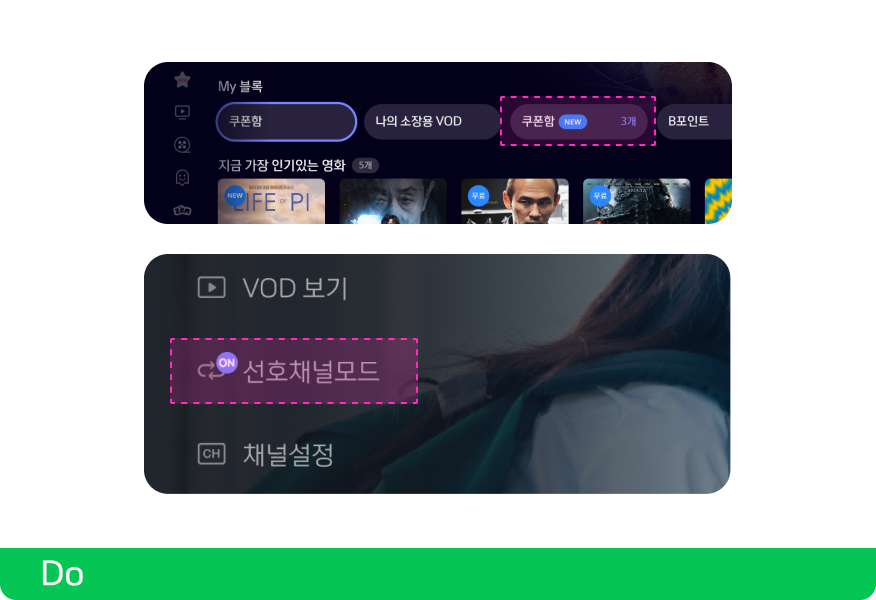 My 블록
쿠폰함
나의 소장용 VOD
쿠폰함 NEW 3개
B포인트
지금 가장 인기있는 영화 5개
NEW
LIFE OF PI
무료
무료
VOD 보기
ON
선호채널모드
CH 채널설정
Do